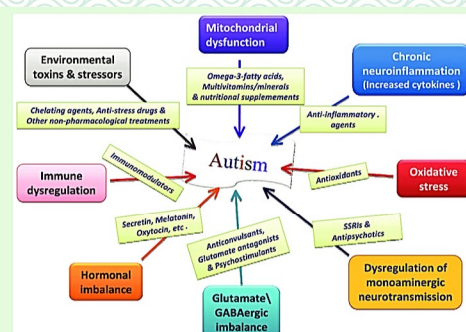 Mitochondrial
dysfunction
Environmental
toxins & stressors
Chronic
neuroinflammation
(Increased cytokines )
Omega-3-fatty acids,
Multivitamins/minerals
& nutritional supplemements
Chelating agents, Anti-stress drugs &
Other non-pharmacological treatments
Anti-inflammatory .
agents
Immunomodulators
Autism
Immune
dysregulation
Antioxidants
Oxidative
stress
Secretin, Melatonin,
Oxytocin, etc .
Anticonvulsants,
Glutamate antagonists
& Psychostimulants
SSRIs &
Antipsychotics
Hormonal
imbalance
Glutamate\
GABAergic
imbalance
Dysregulation of
monoaminergic
neurotransmission